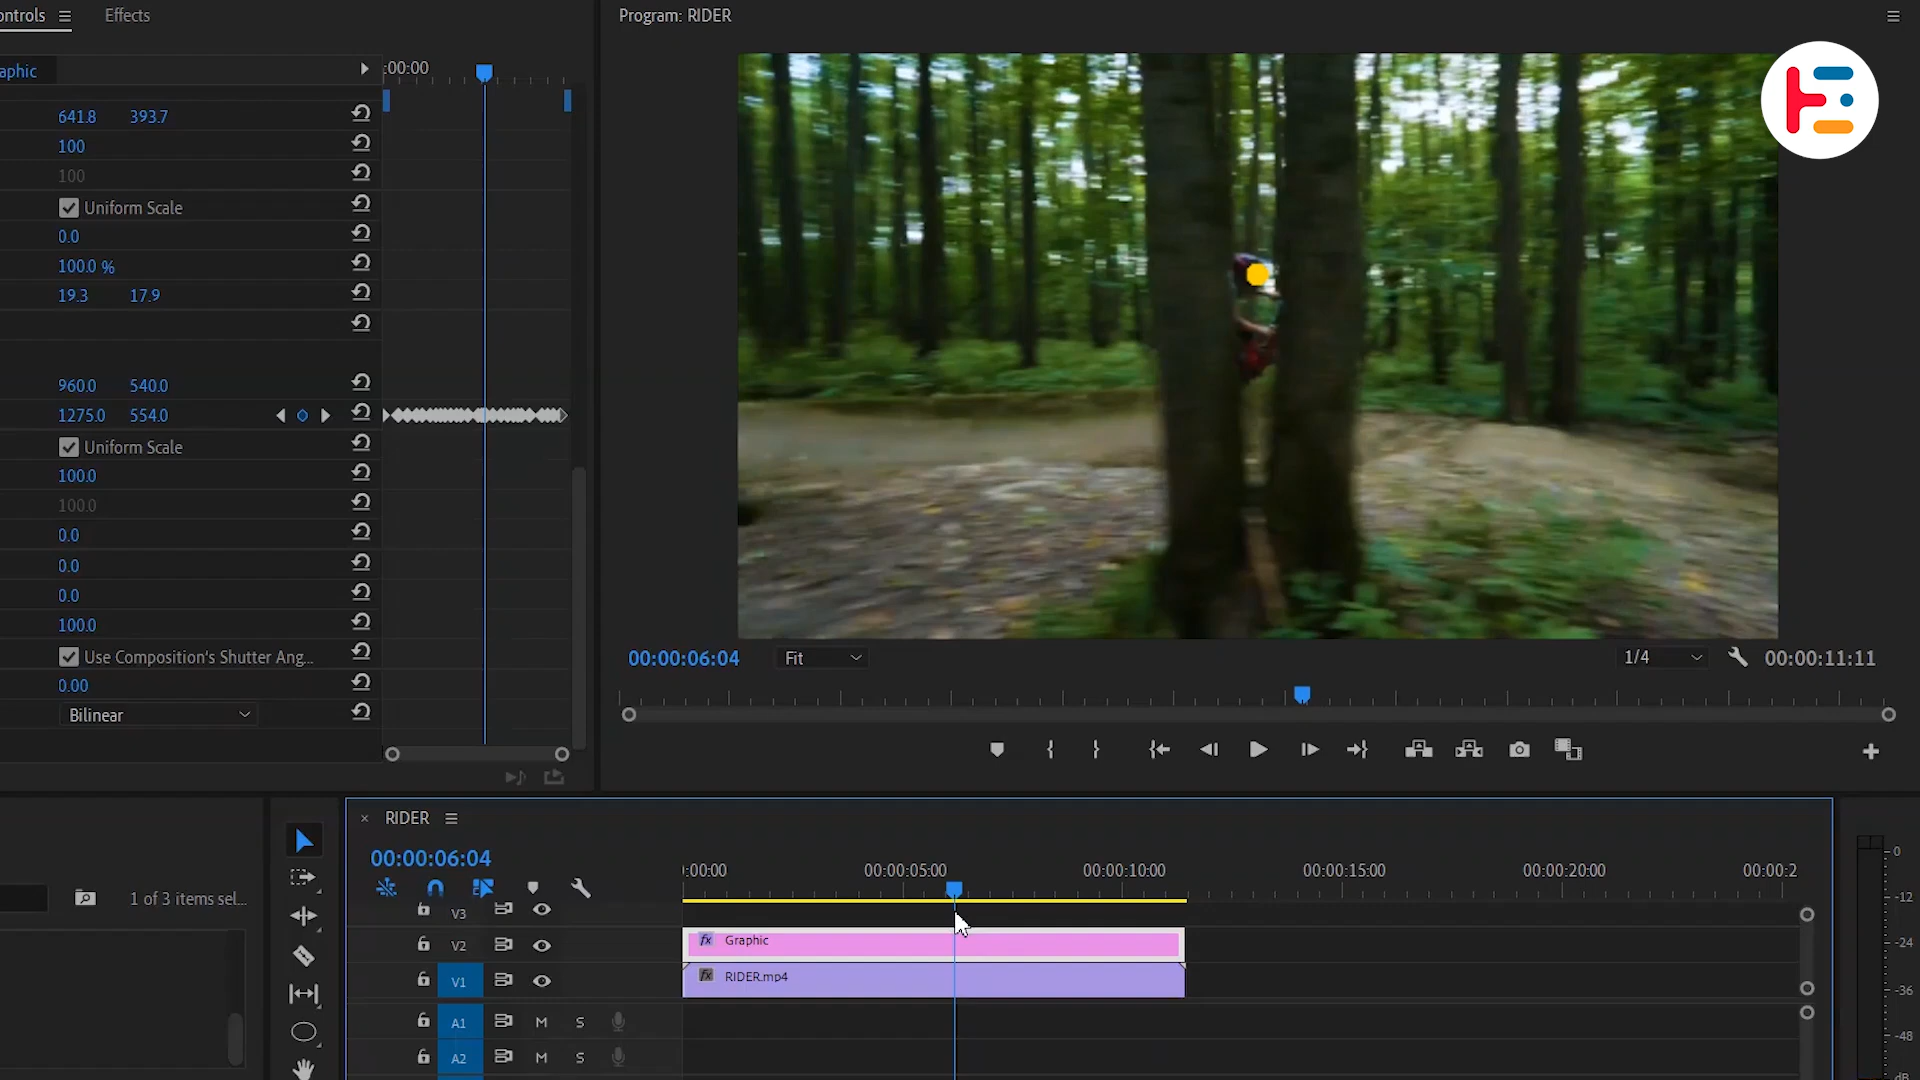 ontrols
Effects
Program: RIDER
aphic
:00:00
641.8 393.7
100
100
Uniform Scale
0.0
100.0 %
19.3 17.9
960.0 540.0
1275.0 554.0
Uniform Scale
100.0
100.0
0.0
0.0
0.0
100.0
Use Composition's Shutter Ang...
0.00
Bilinear
00:00:06:04
Fit
1/4
00:00:11:11
× RIDER
00:00:06:04
1 of 3 items sel...
:00:00
00:00:05:00
00:00:10:00
00:00:15:00
00:00:20:00
00:00:2
V3
V2
fx Graphic
V1
fx RIDER.mp4
A1 M S
A2 M S
0
-12
-24
-36
-48
dB